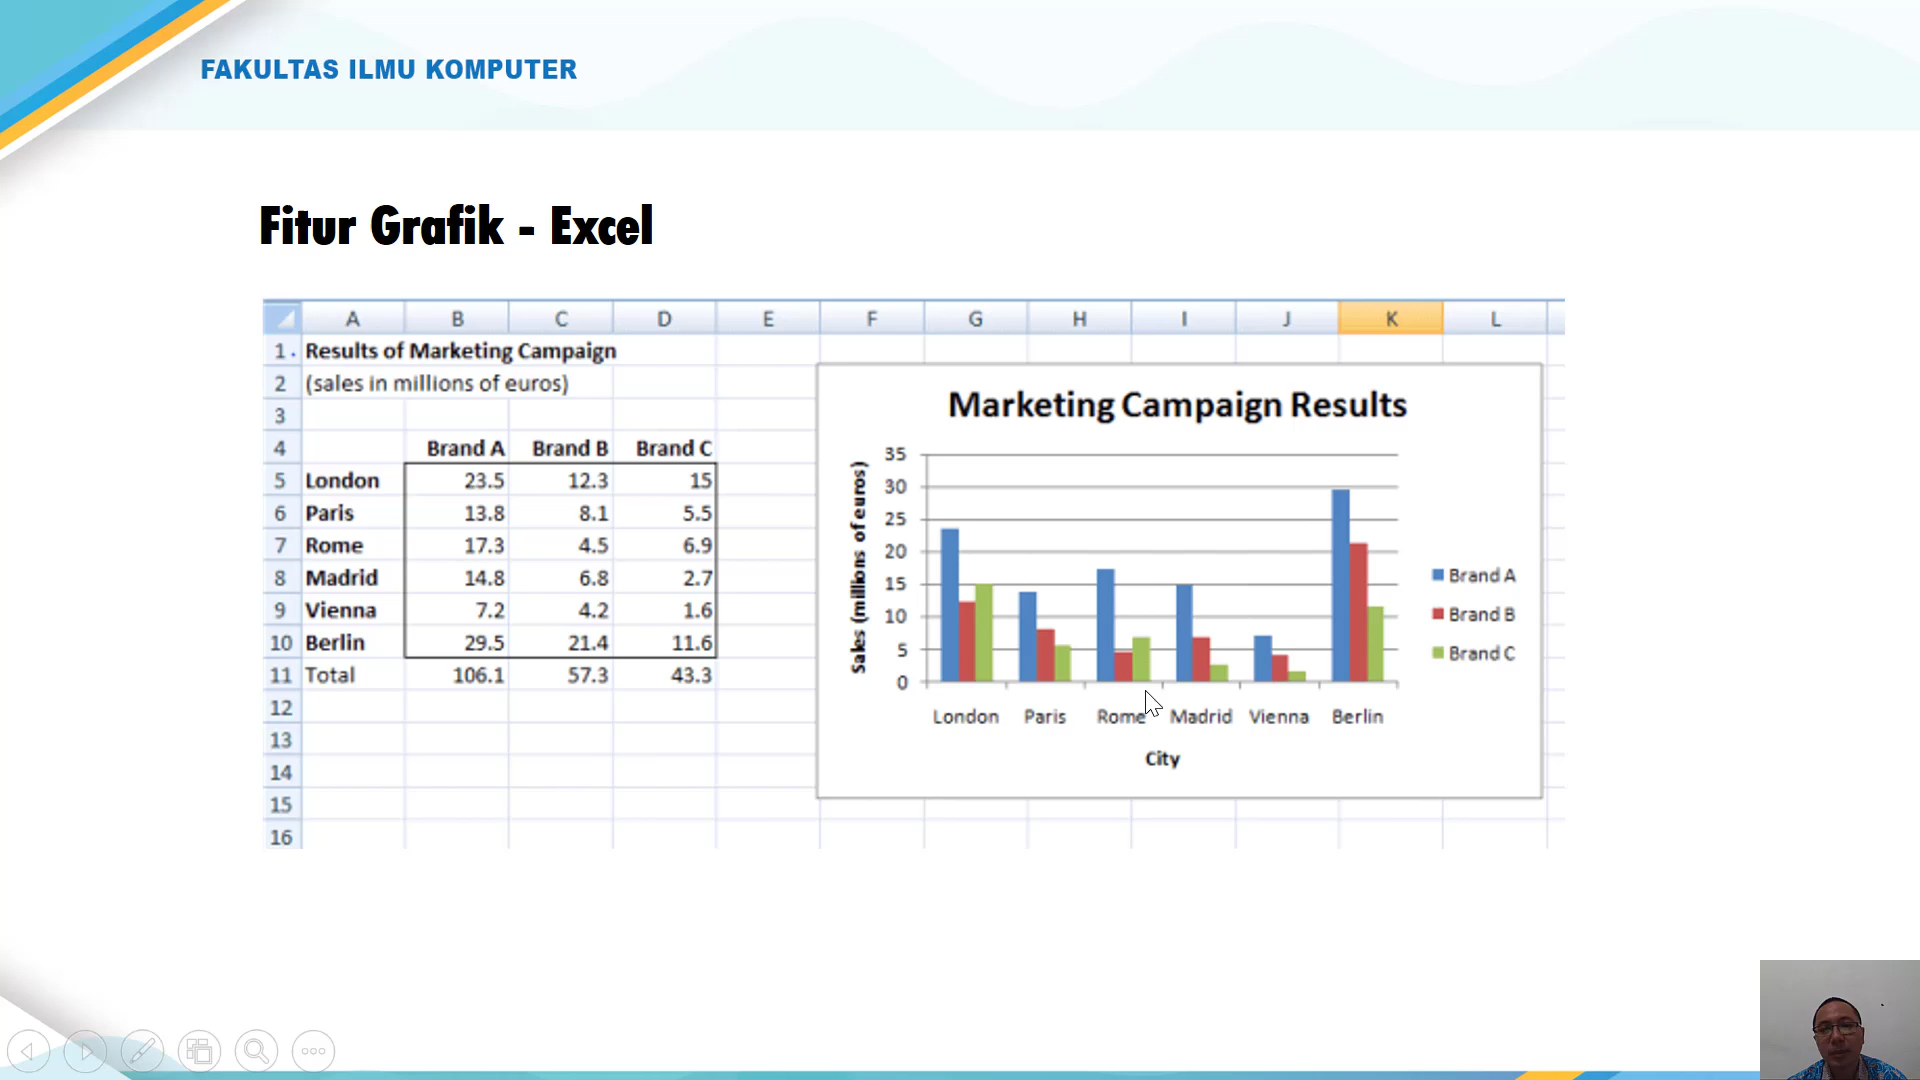 FAKULTAS ILMU KOMPUTER
Fitur Grafik - Excel
A B C D E F G H I J K L
1 Results of Marketing Campaign
2 (sales in millions of euros)
3
4 Brand A Brand B Brand C
5 London 23.5 12.3 15
6 Paris 13.8 8.1 5.5
7 Rome 17.3 4.5 6.9
8 Madrid 14.8 6.8 2.7
9 Vienna 7.2 4.2 1.6
10 Berlin 29.5 21.4 11.6
11 Total 106.1 57.3 43.3
12
13
14
15
16
Marketing Campaign Results
Sales (millions of euros)
35
30
25
20
15
10
5
0
London Paris Rome Madrid Vienna Berlin
City
Brand A
Brand B
Brand C